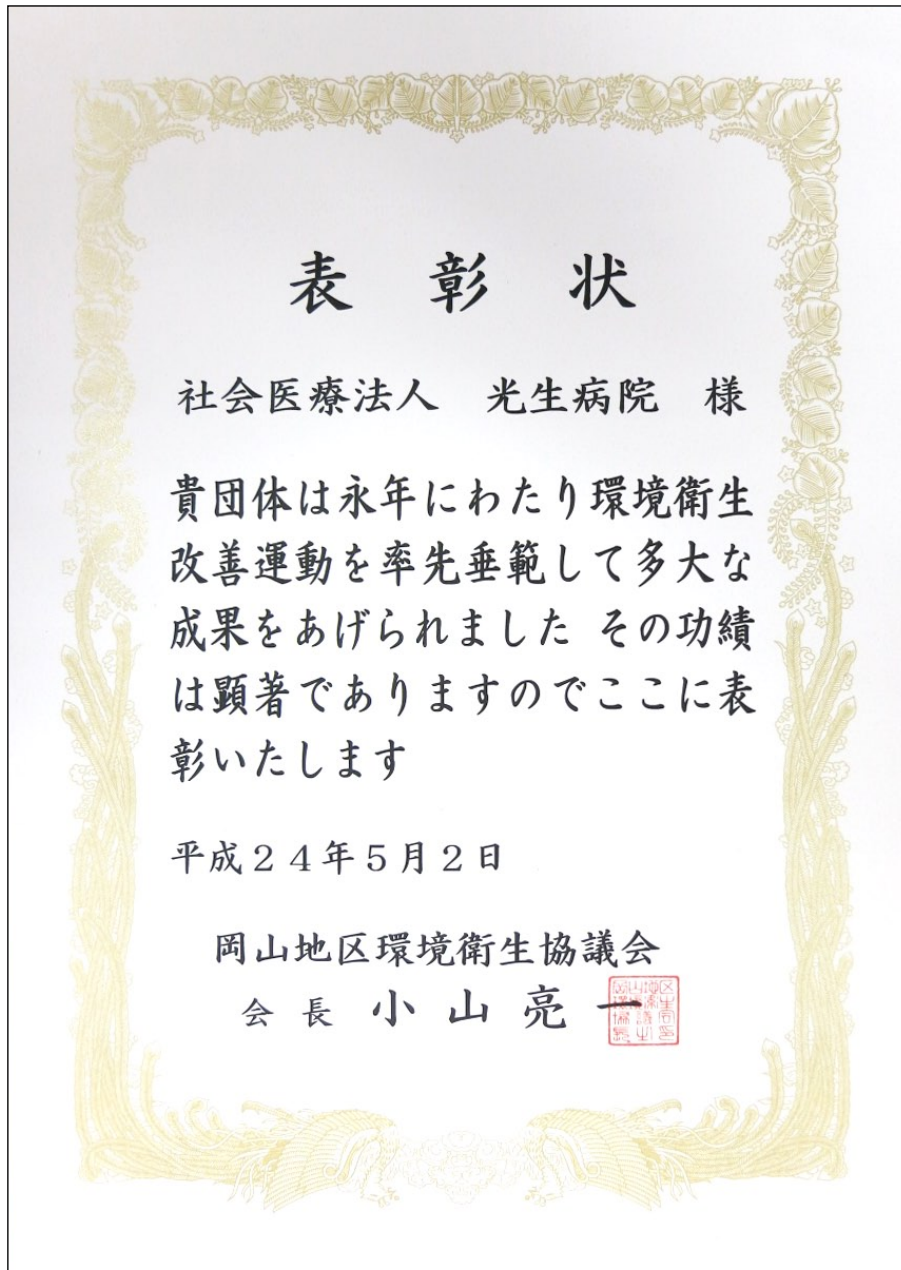 表 彰 状
社会医療法人 光生病院 様
貴団体は永年にわたり環境衛生
改善運動を率先垂範して多大な
成果をあげられました その功績
は顕著でありますのでここに表
彰いたします
平成24年5月2日
岡山地区環境衛生協議会
会 長 小 山 亮 一